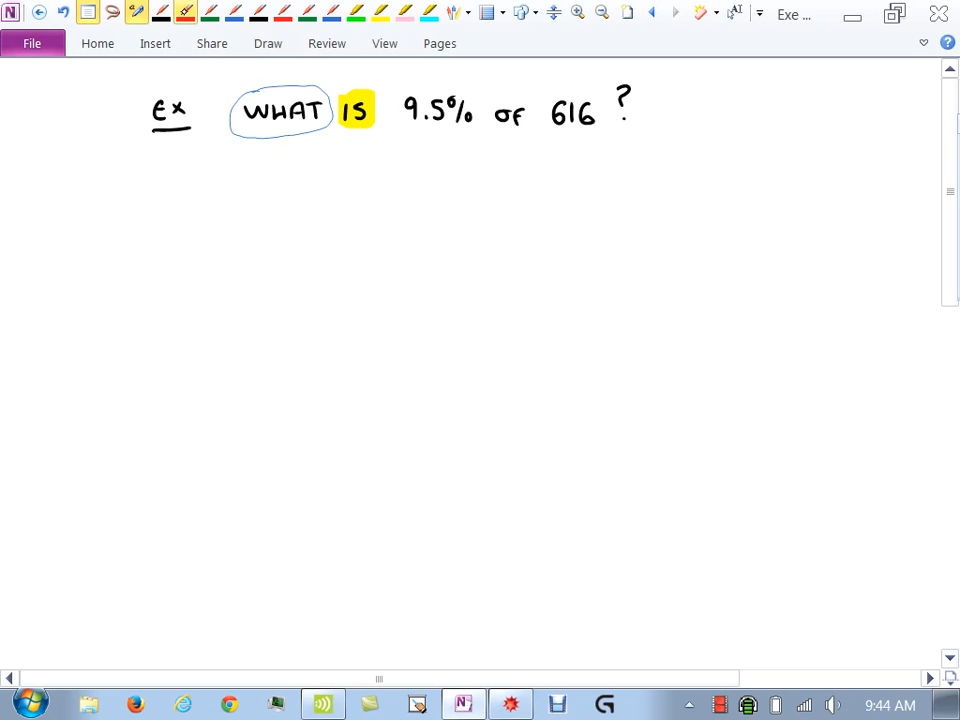 Exe ...
File Home Insert Share Draw Review View Pages
Ex WHAT IS 9.5% OF 616 ?
9:44 AM